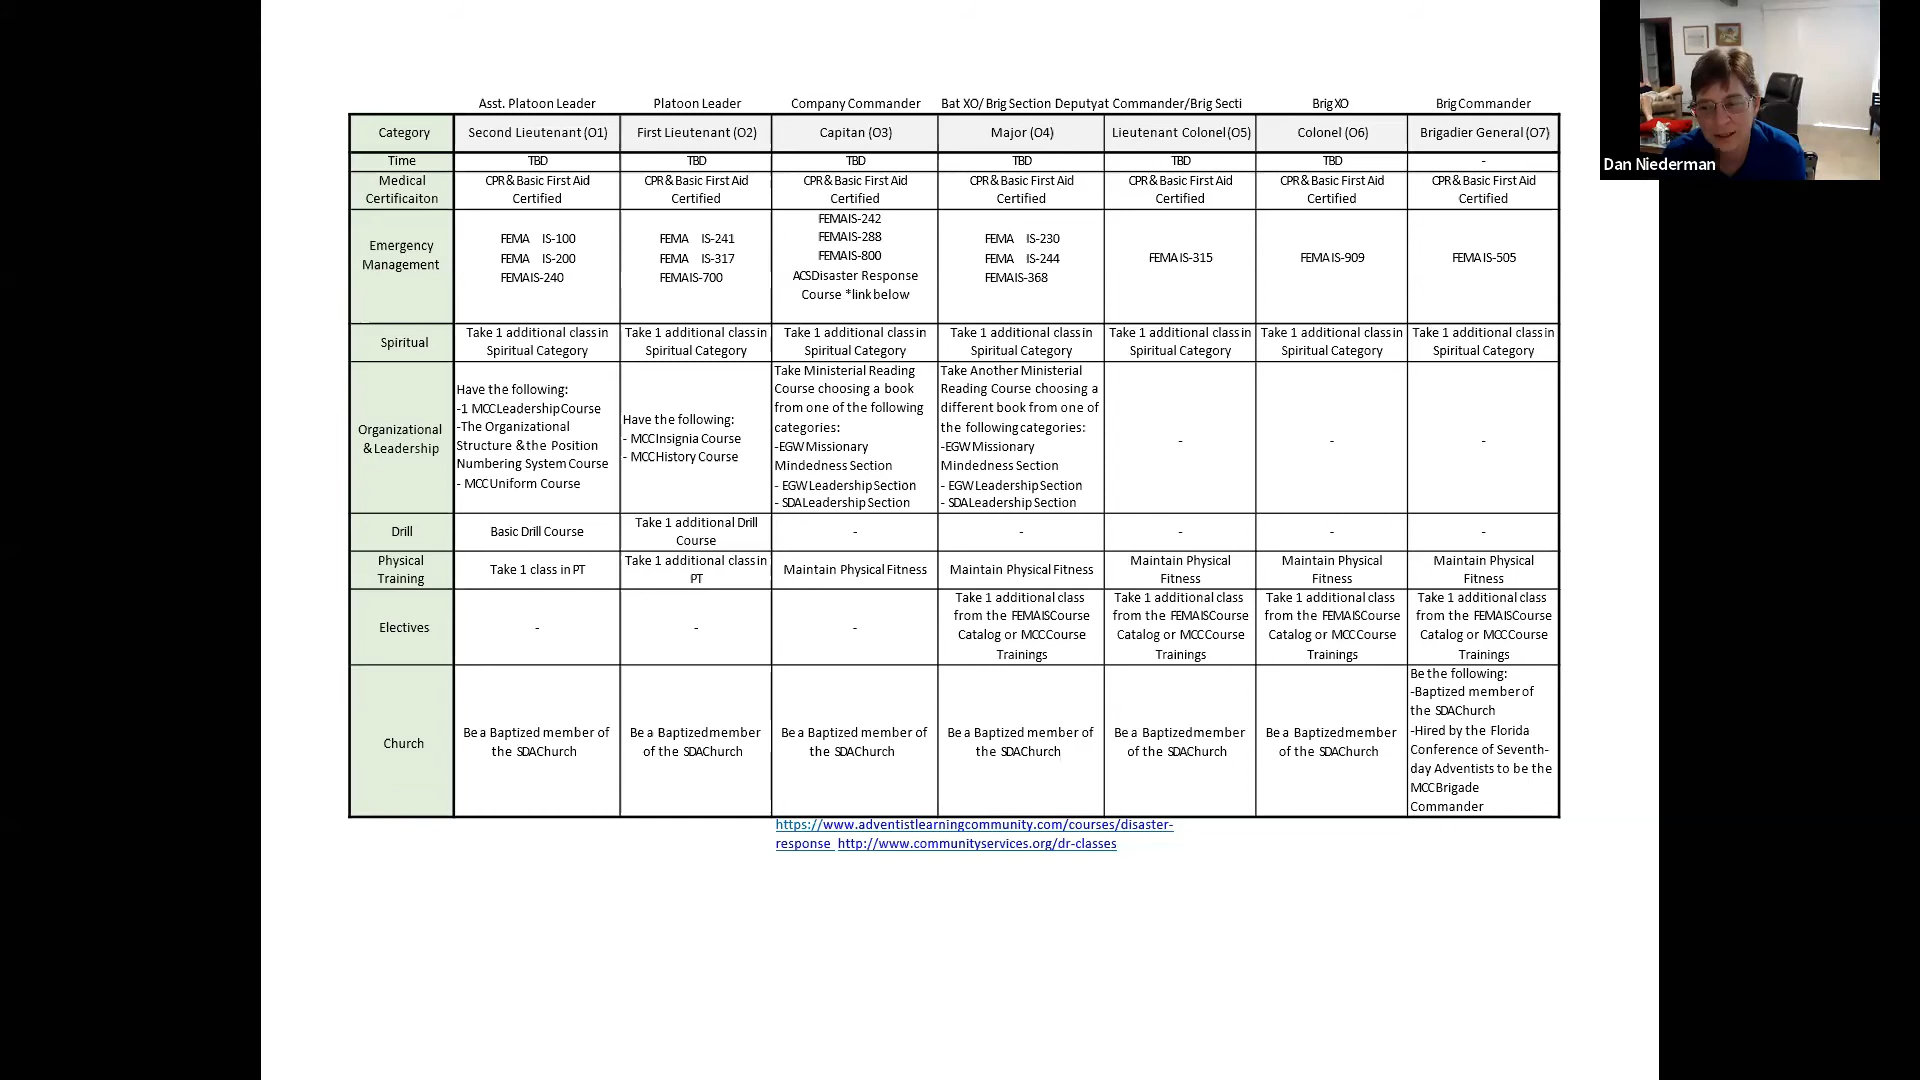 Asst. Platoon Leader Platoon Leader Company Commander Bat XO/ Brig Section Deputyat Commander/Brig Secti Brig XO Brig Commander
Category Second Lieutenant (O1) First Lieutenant (O2) Capitan (O3) Major (O4) Lieutenant Colonel (O5) Colonel (O6) Brigadier General (O7)
Time TBD TBD TBD TBD TBD TBD -
Medical Certificaiton
CPR & Basic First Aid Certified
CPR & Basic First Aid Certified
CPR & Basic First Aid Certified
CPR & Basic First Aid Certified
CPR & Basic First Aid Certified
CPR & Basic First Aid Certified
CPR & Basic First Aid Certified
Emergency Management
FEMA IS-100
FEMA IS-200
FEMA IS-240
FEMA IS-241
FEMA IS-317
FEMA IS-700
FEMA IS-242
FEMA IS-288
FEMA IS-800
ACS Disaster Response
Course *link below
FEMA IS-230
FEMA IS-244
FEMA IS-368
FEMA IS-315
FEMA IS-909
FEMA IS-505
Spiritual
Take 1 additional class in Spiritual Category
Take 1 additional class in Spiritual Category
Take 1 additional class in Spiritual Category
Take 1 additional class in Spiritual Category
Take 1 additional class in Spiritual Category
Take 1 additional class in Spiritual Category
Take 1 additional class in Spiritual Category
Organizational & Leadership
Have the following:
-1 MCC Leadership Course
-The Organizational
Structure & the Position
Numbering System Course
- MCC Uniform Course
Have the following:
- MCC Insignia Course
- MCC History Course
Take Ministerial Reading
Course choosing a book
from one of the following
categories:
-EGW Missionary
Mindedness Section
- EGW Leadership Section
- SDA Leadership Section
Take Another Ministerial
Reading Course choosing a
different book from one of
the following categories:
-EGW Missionary
Mindedness Section
- EGW Leadership Section
- SDA Leadership Section
- - -
Drill
Basic Drill Course
Take 1 additional Drill Course
- - - - -
Physical Training
Take 1 class in PT
Take 1 additional class in PT
Maintain Physical Fitness
Maintain Physical Fitness
Maintain Physical Fitness
Maintain Physical Fitness
Maintain Physical Fitness
Electives
- - -
Take 1 additional class
from the FEMA IS Course
Catalog or MCC Course
Trainings
Take 1 additional class
from the FEMA IS Course
Catalog or MCC Course
Trainings
Take 1 additional class
from the FEMA IS Course
Catalog or MCC Course
Trainings
Take 1 additional class
from the FEMA IS Course
Catalog or MCC Course
Trainings
Church
Be a Baptized member of
the SDA Church
Be a Baptized member
of the SDA Church
Be a Baptized member of
the SDA Church
Be a Baptized member of
the SDA Church
Be a Baptized member
of the SDA Church
Be a Baptized member
of the SDA Church
Be the following:
-Baptized member of
the SDA Church
-Hired by the Florida
Conference of Seventh-
day Adventists to be the
MCC Brigade
Commander
https://www.adventistlearningcommunity.com/courses/disaster-
response http://www.communityservices.org/dr-classes
Dan Niederman